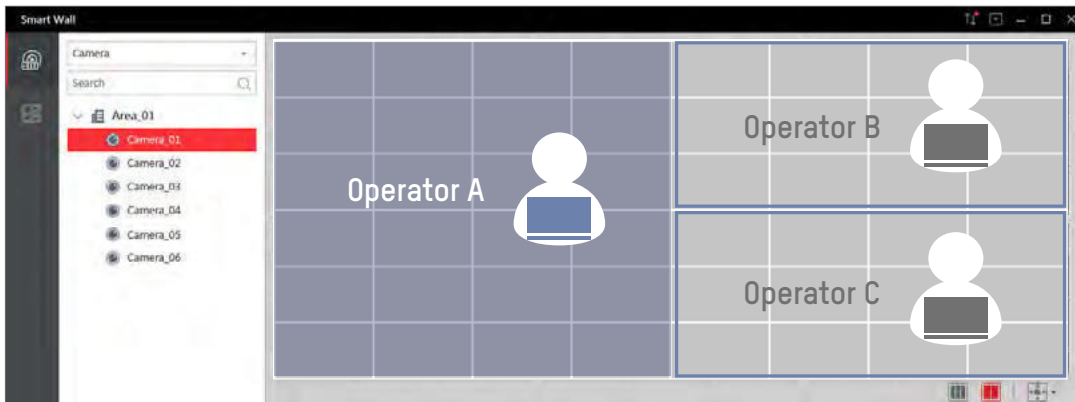 Smart Wall
Camera
Search
Area_01
Camera_01
Camera_02
Camera_03
Camera_04
Camera_05
Camera_06
Operator A
Operator B
Operator C